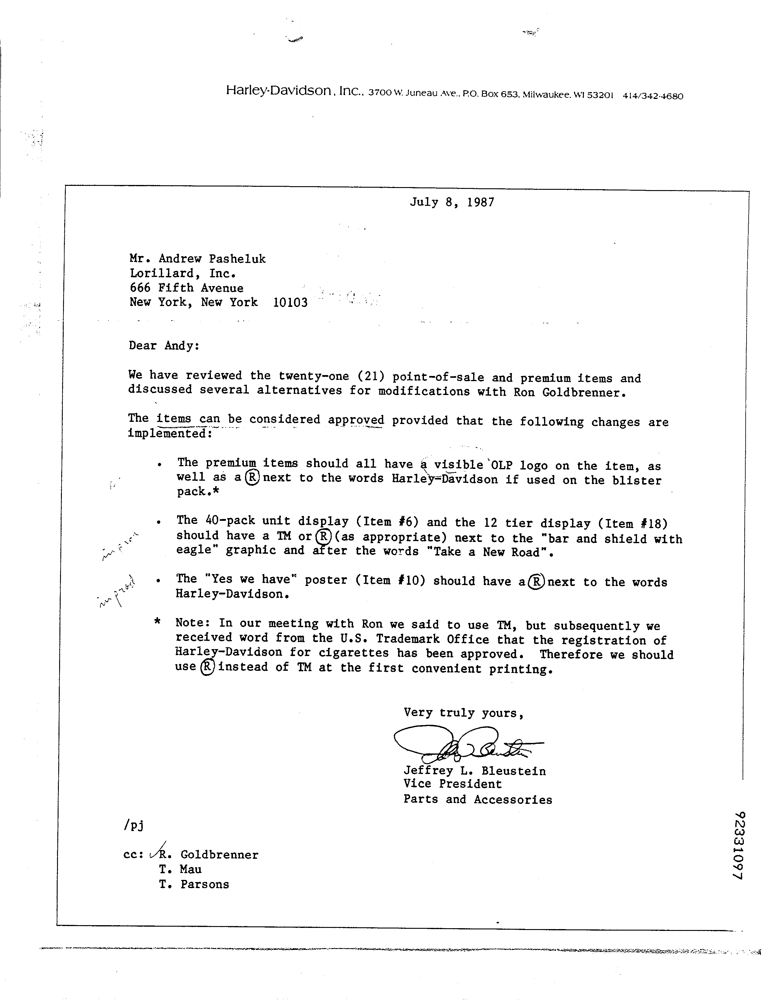 Harley-Davidson, Inc., 3700 W. Juneau Ave., P.O. Box 653, Milwaukee, WI 53201 414/342-4680
July 8, 1987
Mr. Andrew Pasheluk
Lorillard, Inc.
666 Fifth Avenue
New York, New York 10103
Dear Andy:
We have reviewed the twenty-one (21) point-of-sale and premium items and
discussed several alternatives for modifications with Ron Goldbrenner.
The items can be considered approved provided that the following changes are
implemented:
. The premium items should all have a visible OLP logo on the item, as
well as a Ⓡ next to the words Harley-Davidson if used on the blister
pack.*
. The 40-pack unit display (Item #6) and the 12 tier display (Item #18)
should have a TM or Ⓡ (as appropriate) next to the "bar and shield with
eagle" graphic and after the words "Take a New Road".
in prod
. The "Yes we have" poster (Item #10) should have a Ⓡ next to the words
Harley-Davidson.
in prod
* Note: In our meeting with Ron we said to use TM, but subsequently we
received word from the U.S. Trademark Office that the registration of
Harley-Davidson for cigarettes has been approved. Therefore we should
use Ⓡ instead of TM at the first convenient printing.
Very truly yours,
Jeffrey L. Bleustein
Vice President
Parts and Accessories
/pj
cc: R. Goldbrenner
T. Mau
T. Parsons
92331097